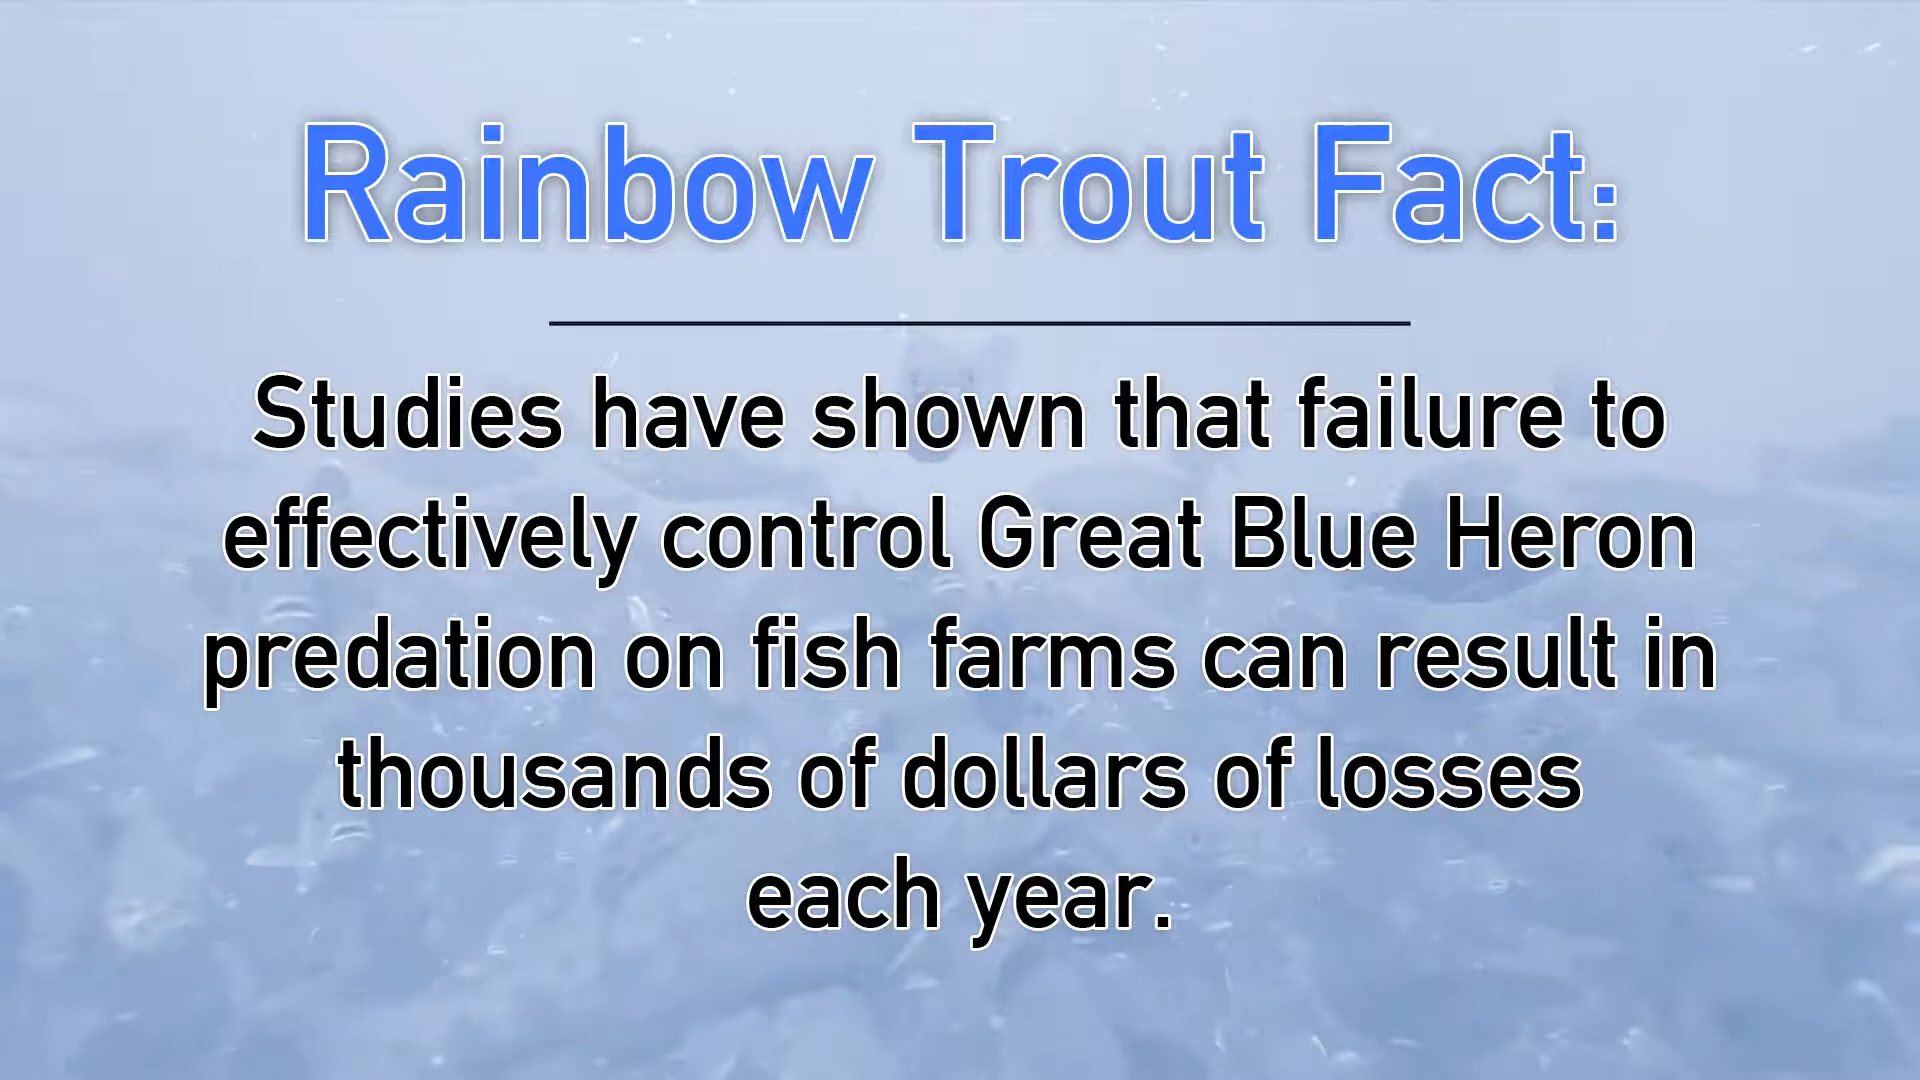 Rainbow Trout Fact:
Studies have shown that failure to
effectively control Great Blue Heron
predation on fish farms can result in
thousands of dollars of losses
each year.